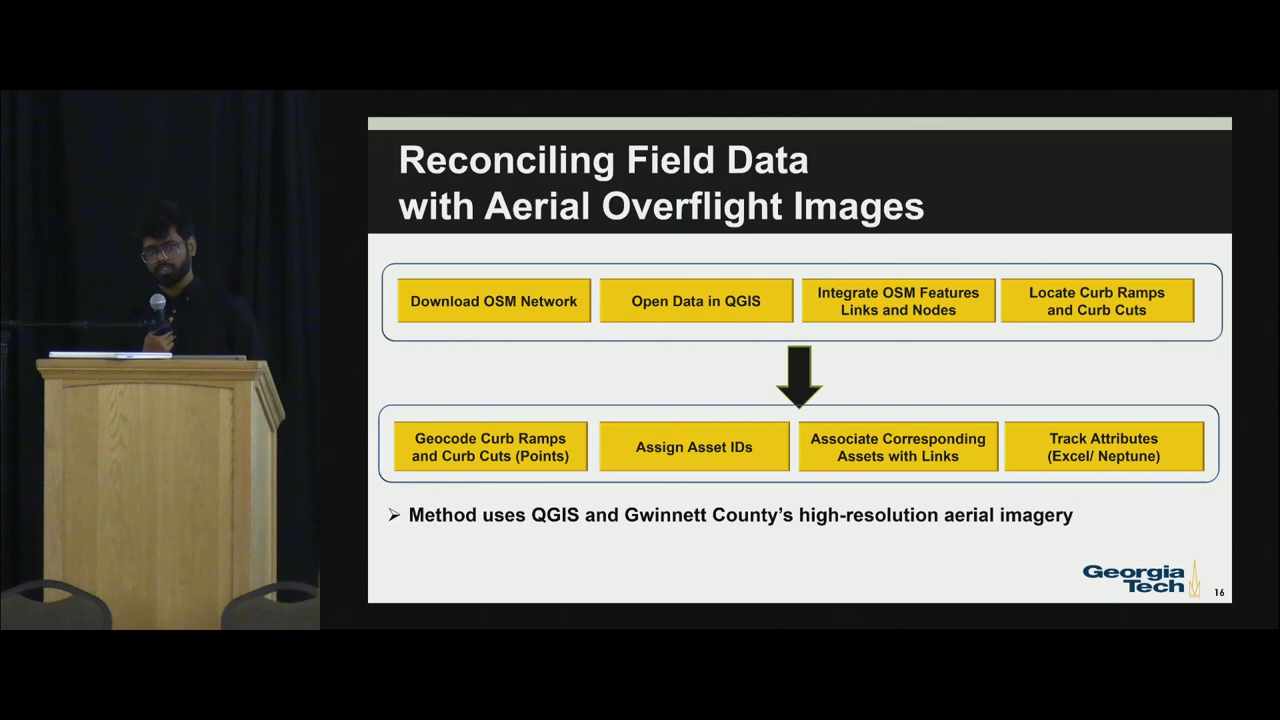 Reconciling Field Data
with Aerial Overflight Images
Download OSM Network
Open Data in QGIS
Integrate OSM Features
Links and Nodes
Locate Curb Ramps
and Curb Cuts
Geocode Curb Ramps
and Curb Cuts (Points)
Assign Asset IDs
Associate Corresponding
Assets with Links
Track Attributes
(Excel/ Neptune)
➢ Method uses QGIS and Gwinnett County’s high-resolution aerial imagery
Georgia
Tech
16